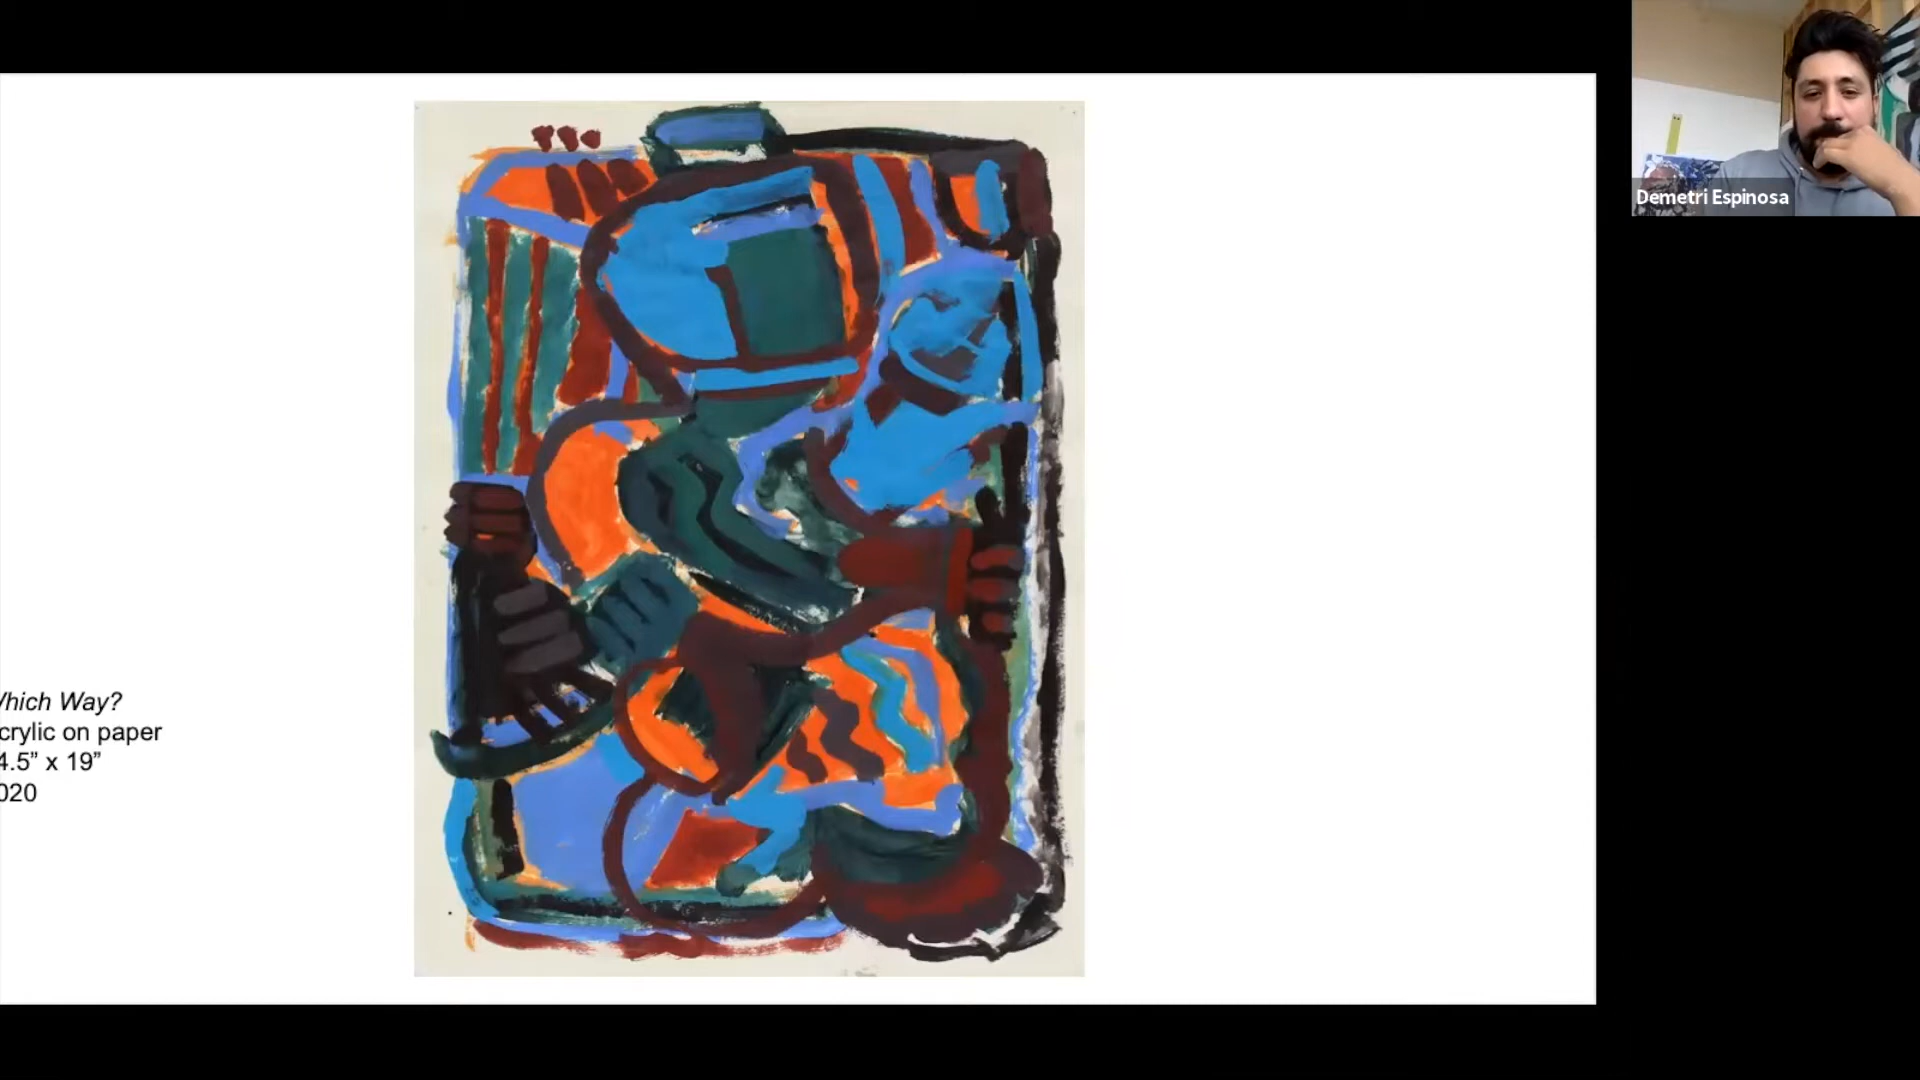 Which Way?
crylic on paper
4.5” x 19”
020
Demetri Espinosa